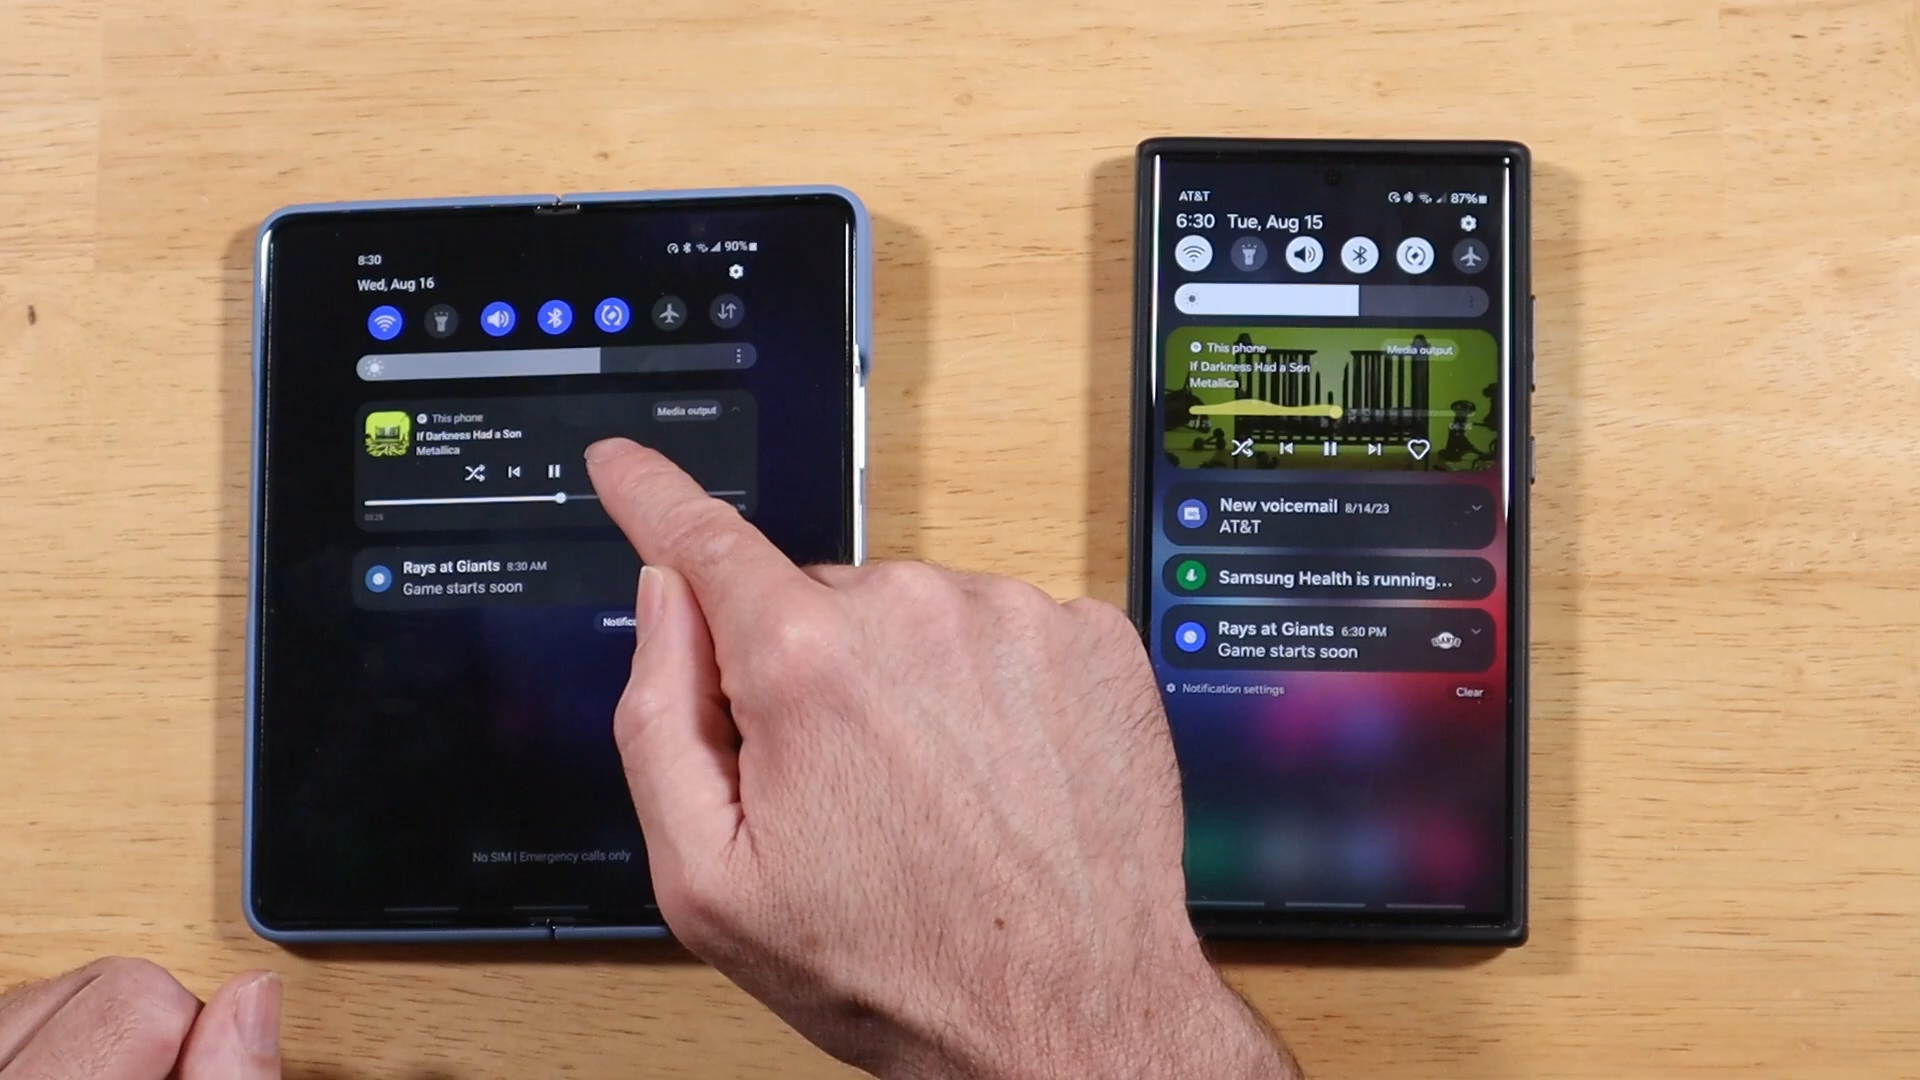 8:30
90%
Wed, Aug 16
This phone
Media output
If Darkness Had a Son
Metallica
03:25
Rays at Giants 8:30 AM
Game starts soon
No SIM | Emergency calls only
AT&T
87%
6:30 Tue, Aug 15
This phone
Media output
If Darkness Had a Son
Metallica
New voicemail 8/14/23
AT&T
Samsung Health is running...
Rays at Giants 6:30 PM
GIANTS
Game starts soon
Notification settings
Clear